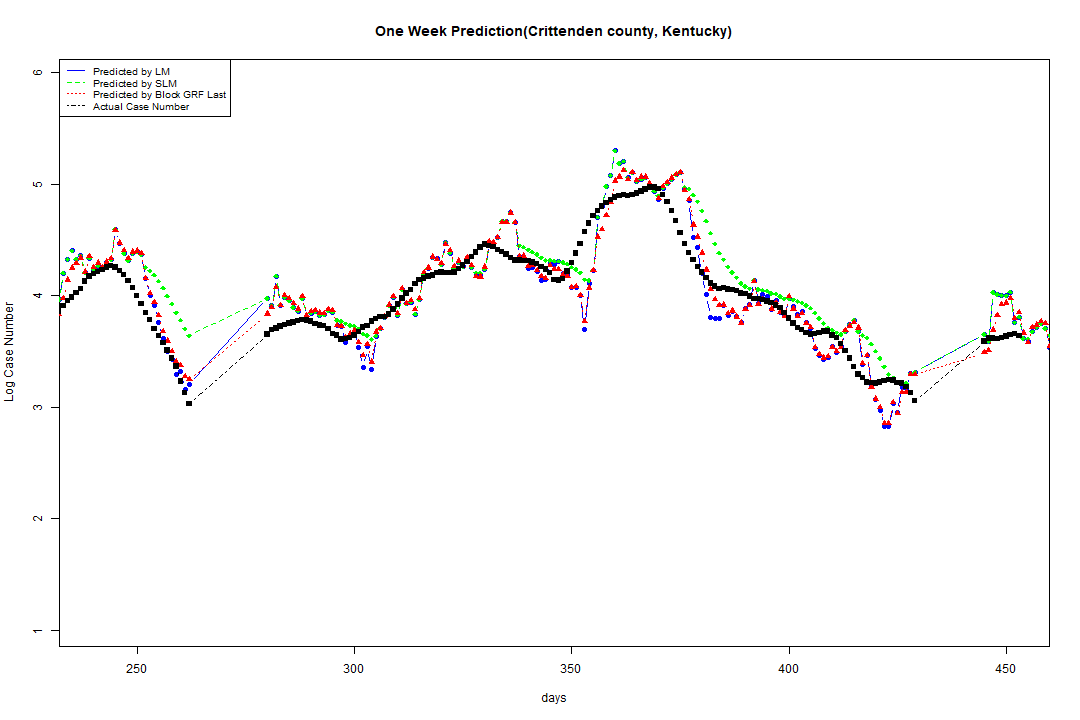 One Week Prediction(Crittenden county, Kentucky)
Predicted by LM
Predicted by SLM
Predicted by Block GRF Last
Actual Case Number
6
5
4
3
2
1
Log Case Number
250 300 350 400 450
days